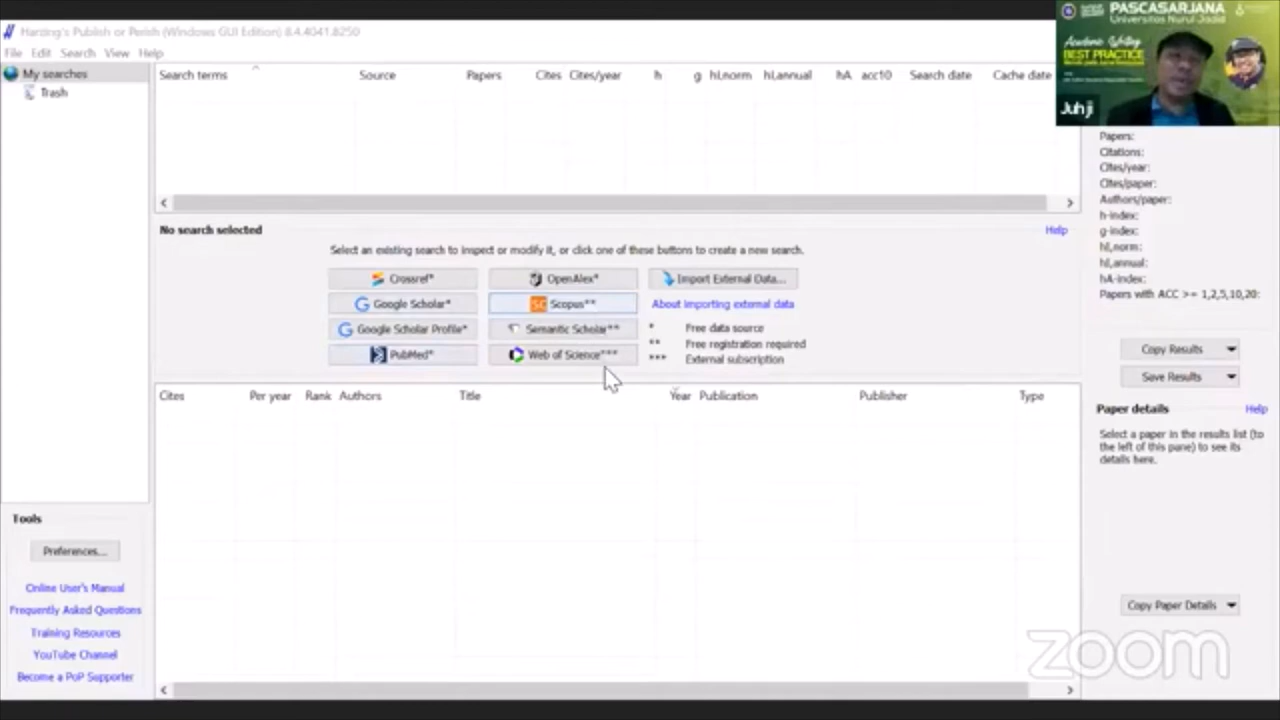 Harzing's Publish or Perish (Windows GUI Edition) 8.4.4041.8250
File Edit Search View Help
My searches
Trash
Search terms Source Papers Cites Cites/year h g hI,norm hI,annual hA acc10 Search date Cache date
PASCASARJANA
Universitas Nurul Jadid
Academic Writing
BEST PRACTICE
Juhji
Papers:
Citations:
Cites/year:
Cites/paper:
Authors/paper:
h-index:
g-index:
hI,norm:
hI,annual:
hA-index:
Papers with ACC >= 1,2,5,10,20:
No search selected Help
Select an existing search to inspect or modify it, or click one of these buttons to create a new search.
Crossref* OpenAlex* Import External Data...
Google Scholar* Scopus** About importing external data
Google Scholar Profile* Semantic Scholar** * Free data source
** Free registration required
PubMed* Web of Science*** *** External subscription
Copy Results
Save Results
Cites Per year Rank Authors Title Year Publication Publisher Type
Paper details Help
Select a paper in the results list (to
the left of this pane) to see its
details here.
Tools
Preferences...
Online User's Manual
Frequently Asked Questions
Training Resources
YouTube Channel
Become a PoP Supporter
Copy Paper Details
zoom